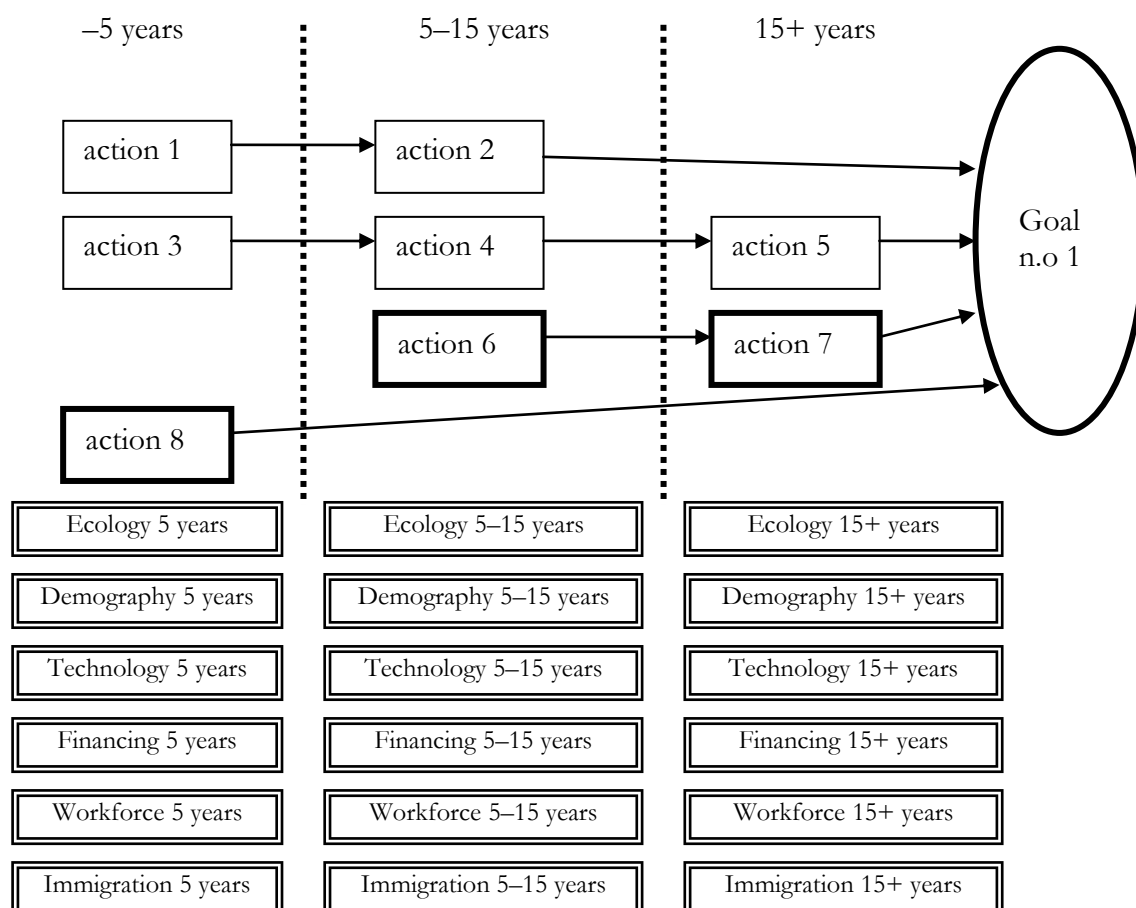 –5 years
5–15 years
15+ years
action 1
action 2
action 3
action 4
action 5
Goal
n.o 1
action 6
action 7
action 8
Ecology 5 years
Ecology 5–15 years
Ecology 15+ years
Demography 5 years
Demography 5–15 years
Demography 15+ years
Technology 5 years
Technology 5–15 years
Technology 15+ years
Financing 5 years
Financing 5–15 years
Financing 15+ years
Workforce 5 years
Workforce 5–15 years
Workforce 15+ years
Immigration 5 years
Immigration 5–15 years
Immigration 15+ years